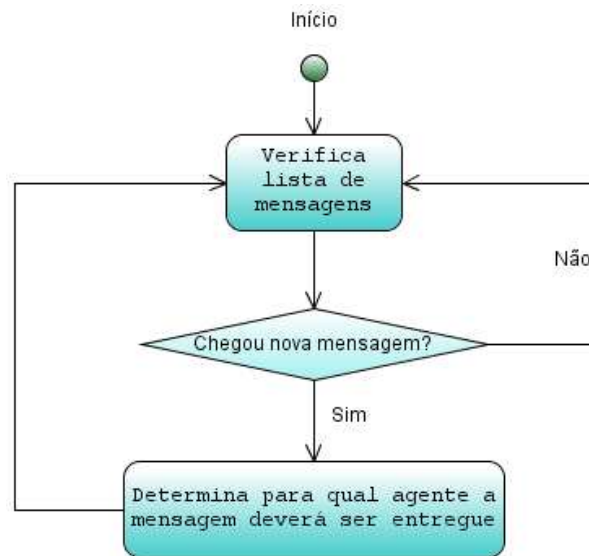 Início
Verifica
lista de
mensagens
Não
Chegou nova mensagem?
Sim
Determina para qual agente a
mensagem deverá ser entregue